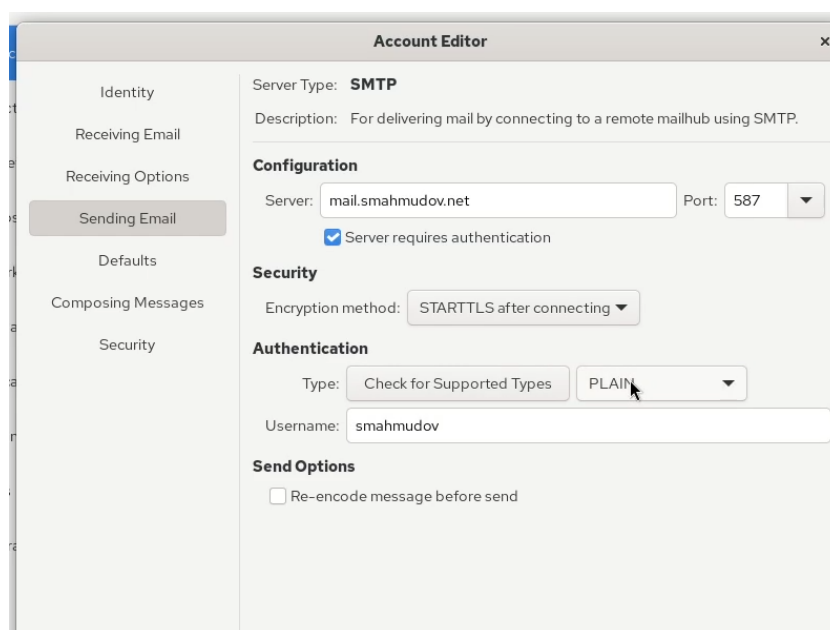 Account Editor
×
Identity
Receiving Email
Receiving Options
Sending Email
Defaults
Composing Messages
Security
Server Type: SMTP
Description: For delivering mail by connecting to a remote mailhub using SMTP.
Configuration
Server: mail.smahmudov.net Port: 587
Server requires authentication
Security
Encryption method: STARTTLS after connecting
Authentication
Type: Check for Supported Types PLAIN
Username: smahmudov
Send Options
Re-encode message before send